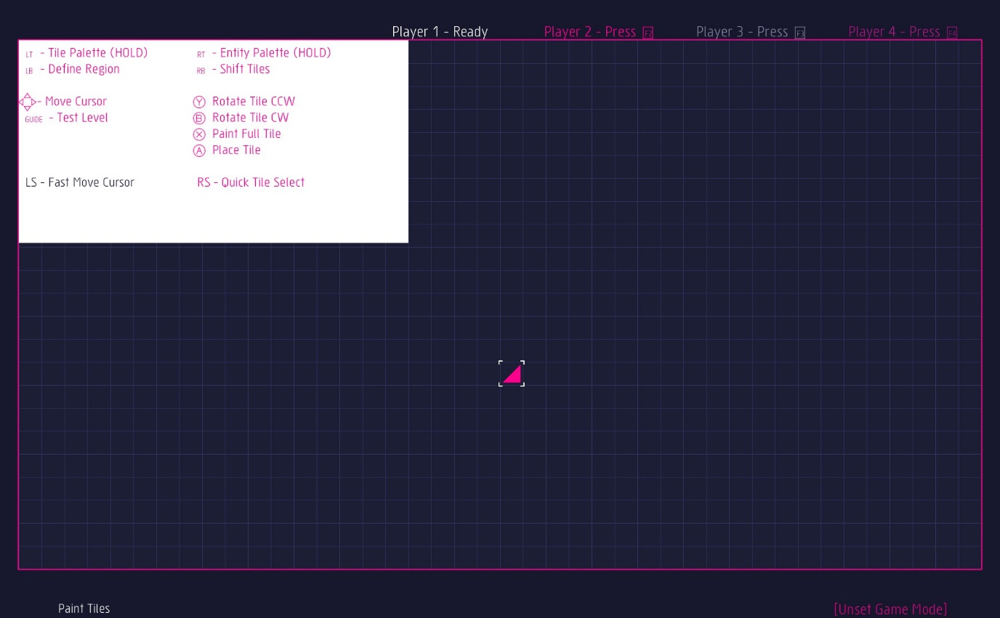 Player 1 - Ready Player 2 - Press F2 Player 3 - Press F3 Player 4 - Press F4
LT - Tile Palette (HOLD) RT - Entity Palette (HOLD)
LB - Define Region RB - Shift Tiles
- Move Cursor Y Rotate Tile CCW
GUIDE - Test Level B Rotate Tile CW
X Paint Full Tile
A Place Tile
LS - Fast Move Cursor RS - Quick Tile Select
Paint Tiles [Unset Game Mode]